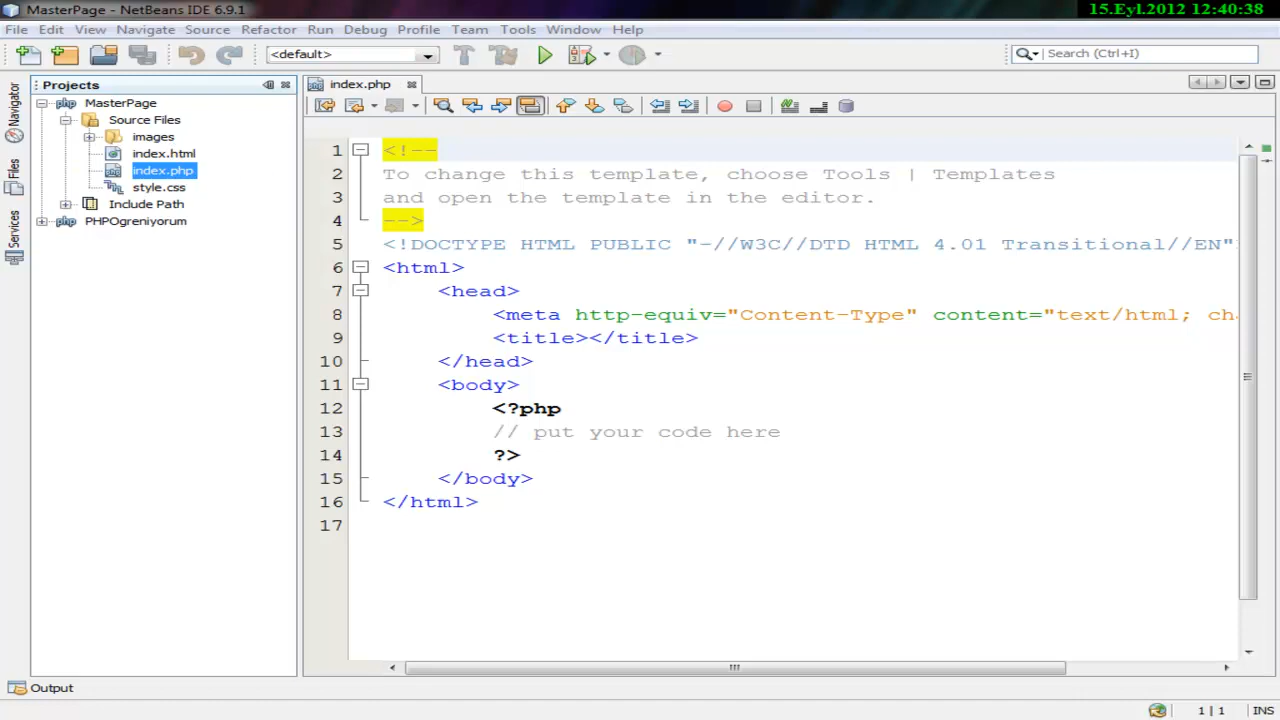 MasterPage - NetBeans IDE 6.9.1
15.Eyl.2012 12:40:38
File Edit View Navigate Source Refactor Run Debug Profile Team Tools Window Help
<default>
Search (Ctrl+I)
Projects
index.php
Navigator
Files
Services
MasterPage
Source Files
images
index.html
index.php
style.css
Include Path
PHPOgreniyorum
1 <!--
2 To change this template, choose Tools | Templates
3 and open the template in the editor.
4 -->
5 <!DOCTYPE HTML PUBLIC "-//W3C//DTD HTML 4.01 Transitional//EN"
6 <html>
7 <head>
8 <meta http-equiv="Content-Type" content="text/html;
9 <title></title>
10 </head>
11 <body>
12 <?php
13 // put your code here
14 ?>
15 </body>
16 </html>
17
Output
1 | 1 INS